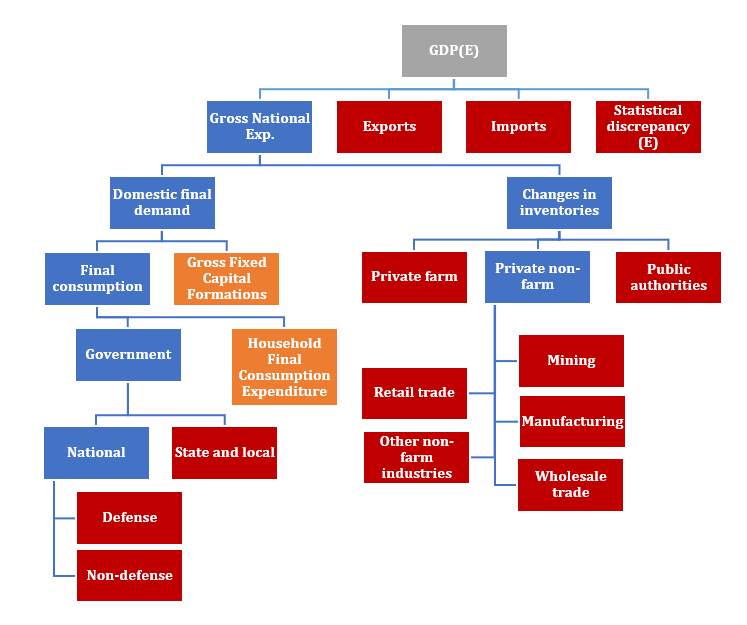 GDP(E)
Gross National
Exp.
Exports
Imports
Statistical
discrepancy
(E)
Domestic final
demand
Changes in
inventories
Final
consumption
Gross Fixed
Capital
Formations
Private farm
Private non-
farm
Public
authorities
Government
Household
Final
Consumption
Expenditure
Mining
Retail trade
Manufacturing
National
State and local
Other non-
farm
industries
Wholesale
trade
Defense
Non-defense